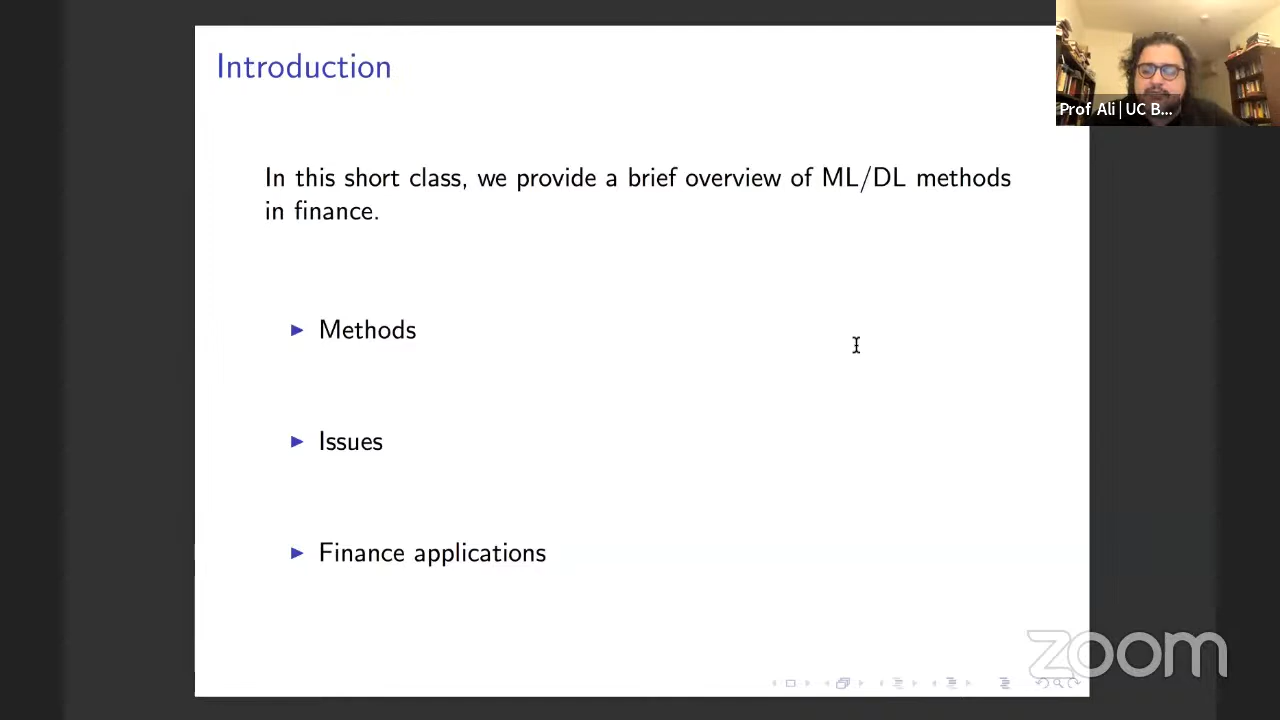 Introduction
Prof Ali | UC B...
In this short class, we provide a brief overview of ML/DL methods
in finance.
Methods
Issues
Finance applications
zoom